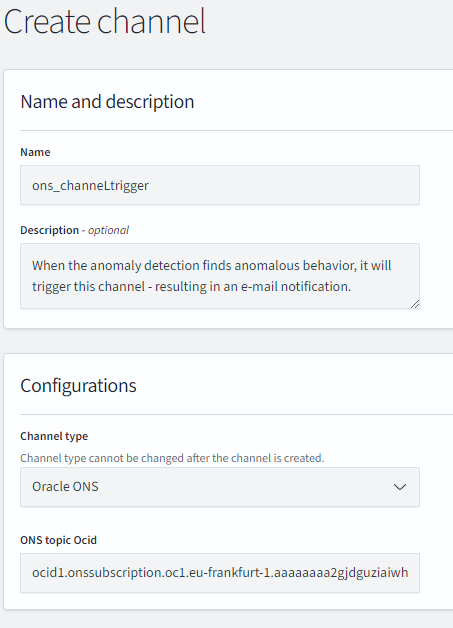 Create channel
Name and description
Name
ons_channeLtrigger
Description - optional
When the anomaly detection finds anomalous behavior, it will
trigger this channel - resulting in an e-mail notification.
Configurations
Channel type
Channel type cannot be changed after the channel is created.
Oracle ONS
ONS topic Ocid
ocid1.onssubscription.oc1.eu-frankfurt-1.aaaaaaaa2gjdguziaiwh